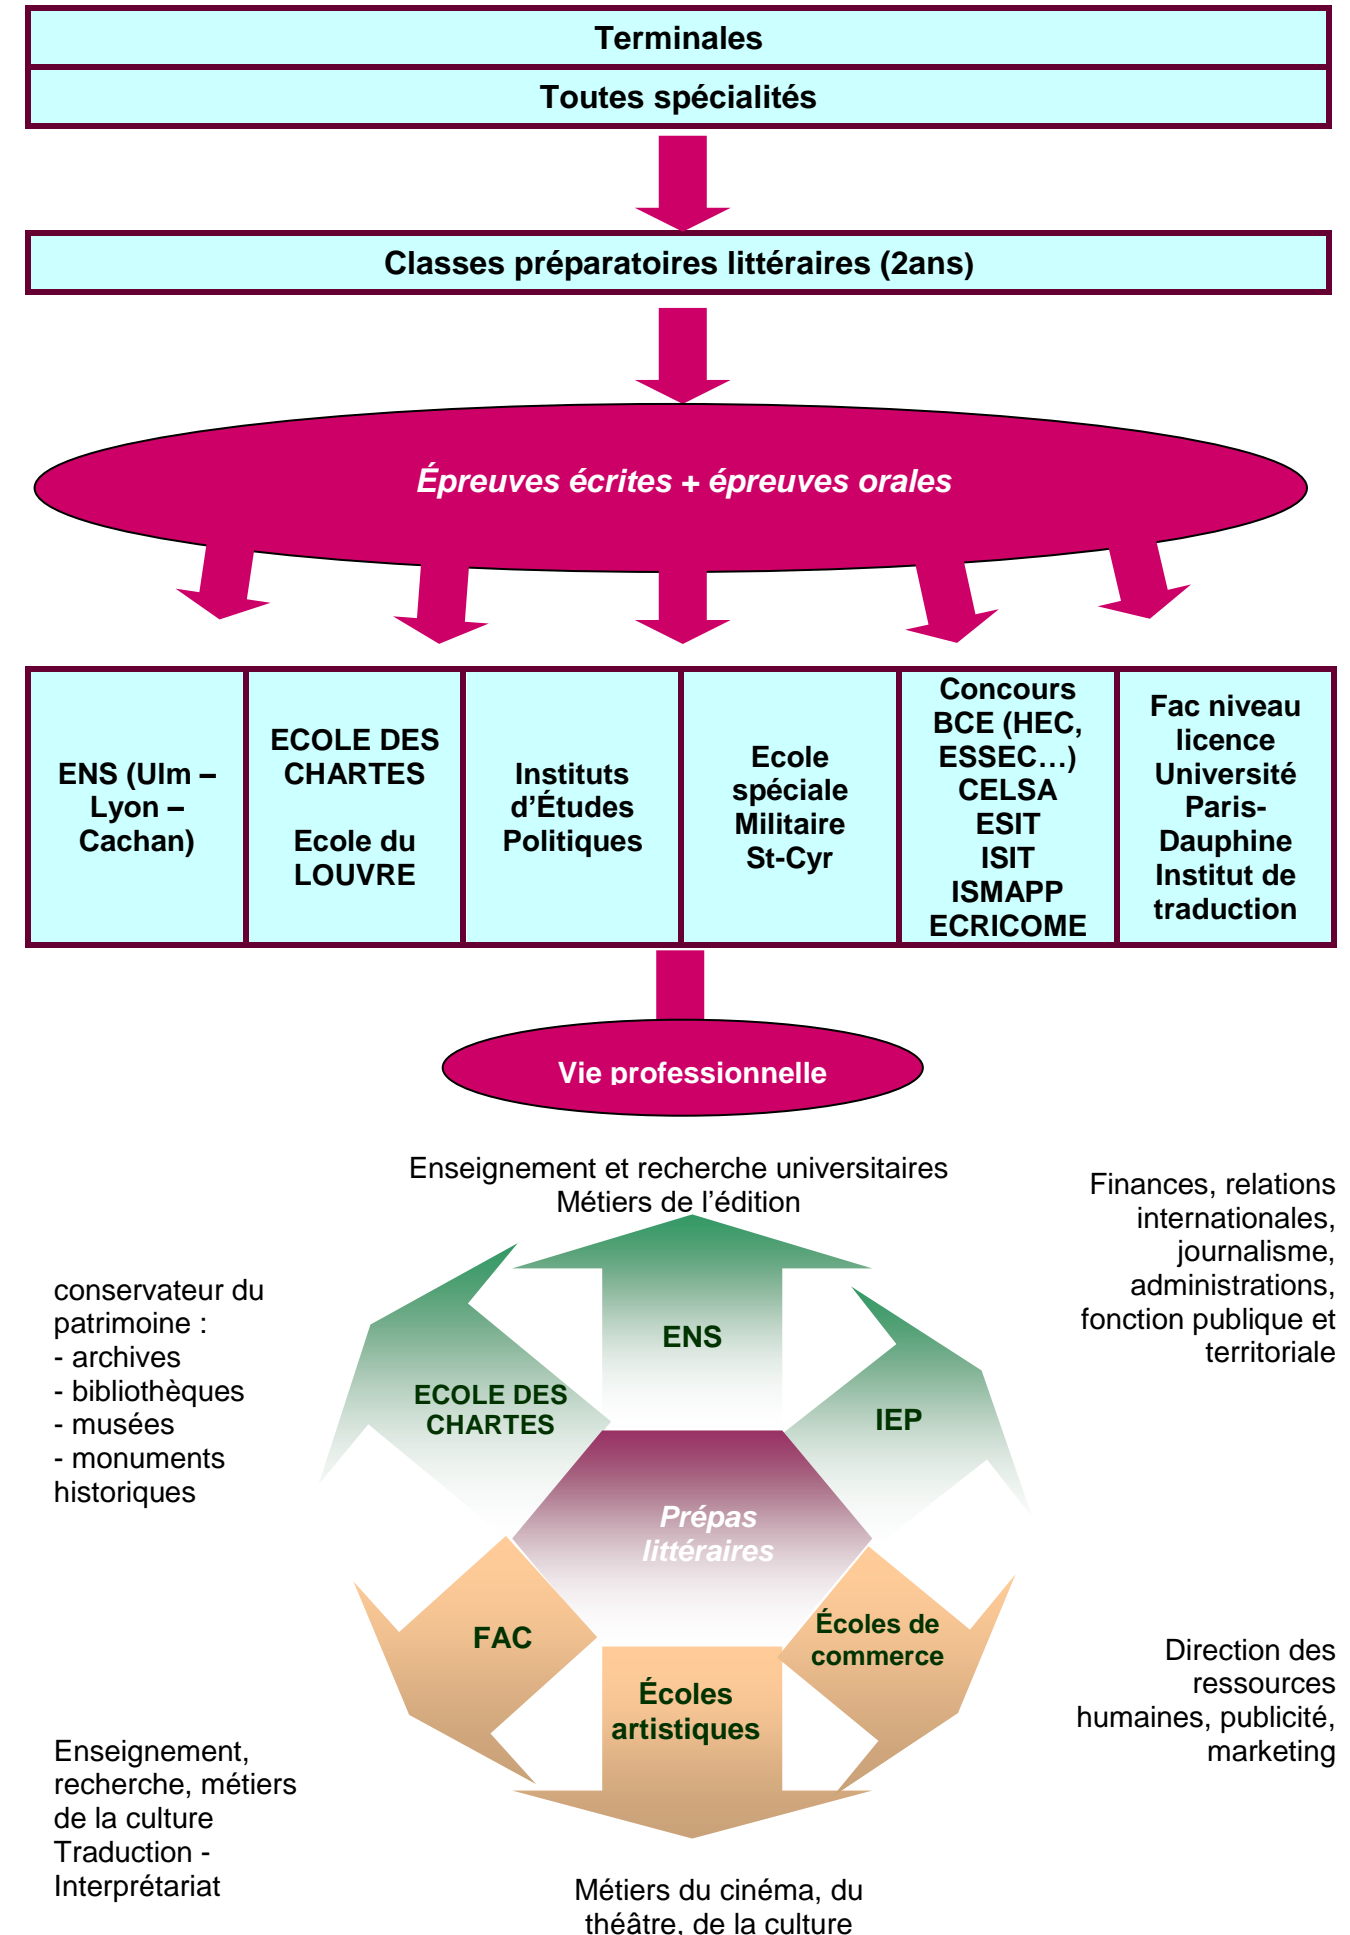 Terminales
Toutes spécialités
Classes préparatoires littéraires (2ans)
Épreuves écrites + épreuves orales
ENS (Ulm –
Lyon –
Cachan)
ECOLE DES
CHARTES
Ecole du
LOUVRE
Instituts
d'Études
Politiques
Ecole
spéciale
Militaire
St-Cyr
Concours
BCE (HEC,
ESSEC…)
CELSA
ESIT
ISIT
ISMAPP
ECRICOME
Fac niveau
licence
Université
Paris-
Dauphine
Institut de
traduction
Vie professionnelle
Enseignement et recherche universitaires
Métiers de l'édition
Finances, relations
internationales,
journalisme,
administrations,
fonction publique et
territoriale
conservateur du
patrimoine :
- archives
- bibliothèques
- musées
- monuments
historiques
ENS
ECOLE DES
CHARTES
IEP
Prépas
littéraires
FAC
Écoles de
commerce
Écoles
artistiques
Direction des
ressources
humaines, publicité,
marketing
Enseignement,
recherche, métiers
de la culture
Traduction -
Interprétariat
Métiers du cinéma, du
théâtre, de la culture